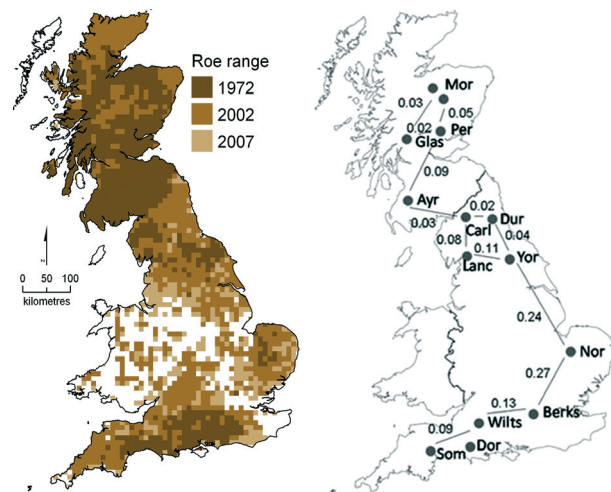 Roe range
1972
2002
2007
N
0 50 100
kilometres
Mor
0.03
0.05
0.02
Per
Glas
0.09
Ayr
0.02
0.03
Carl
Dur
0.04
0.08
0.11
Yor
Lanc
0.24
Nor
0.27
0.13
Berks
0.09
Wilts
Dor
Som